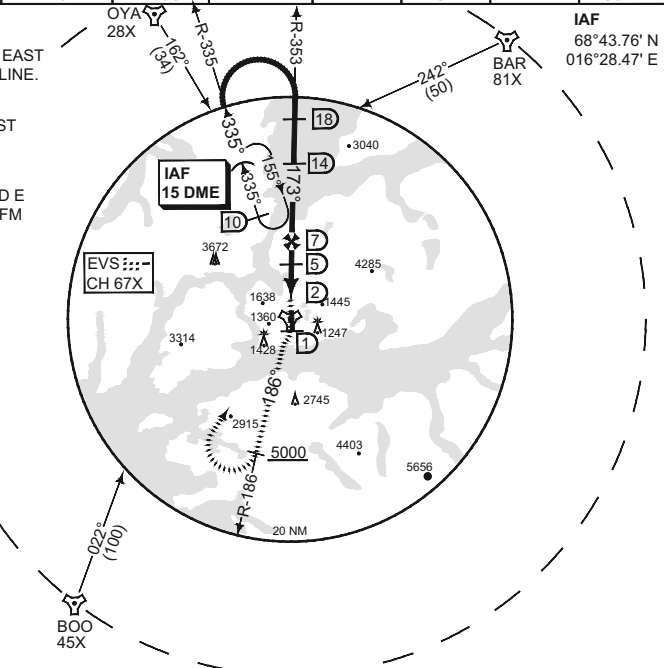 OYA
28X
162°
(34)
R-335
R-353
IAF
68°43.76' N
016°28.47' E
BAR
81X
242°
(50)
EAST
LINE.
ST
D E
FM
18
3040
335°
155°
14
173°
IAF
15 DME
335°
10
7
3672
5
4285
EVS
CH 67X
2
1638
1445
1360
1247
3314
1428
1
186°
2745
2915
4403
5000
5656
R-186
20 NM
022°
(100)
BOO
45X